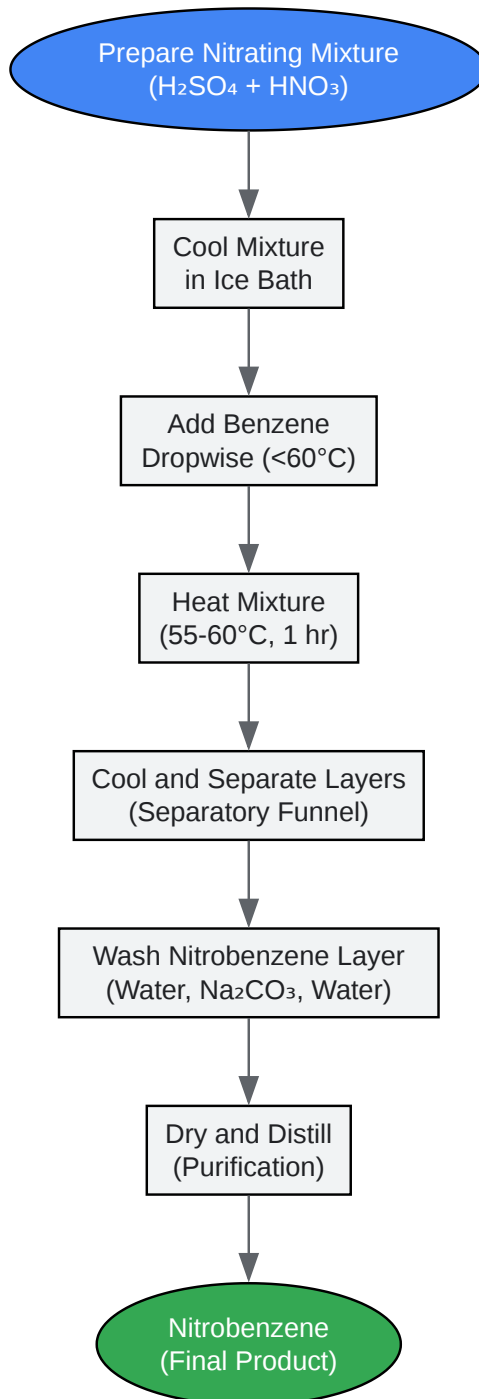 Prepare Nitrating Mixture
(H₂SO₄ + HNO₃)
Cool Mixture
in Ice Bath
Add Benzene
Dropwise (<60°C)
Heat Mixture
(55-60°C, 1 hr)
Cool and Separate Layers
(Separatory Funnel)
Wash Nitrobenzene Layer
(Water, Na₂CO₃, Water)
Dry and Distill
(Purification)
Nitrobenzene
(Final Product)